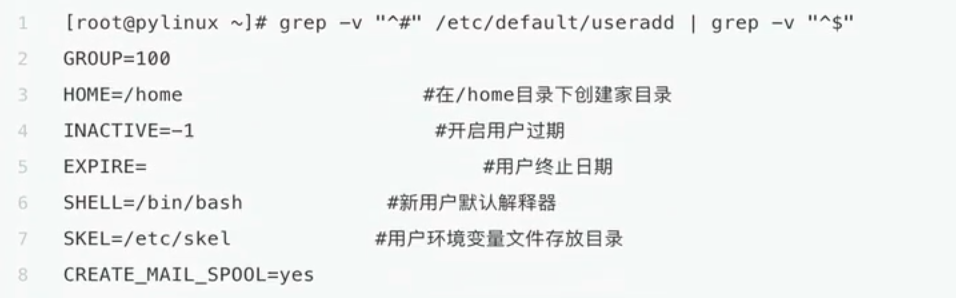 1 [root@pylinux ~]# grep -v "^#" /etc/default/useradd | grep -v "^$"
2 GROUP=100
3 HOME=/home #在/home目录下创建家目录
4 INACTIVE=-1 #开启用户过期
5 EXPIRE= #用户终止日期
6 SHELL=/bin/bash #新用户默认解释器
7 SKEL=/etc/skel #用户环境变量文件存放目录
8 CREATE_MAIL_SPOOL=yes